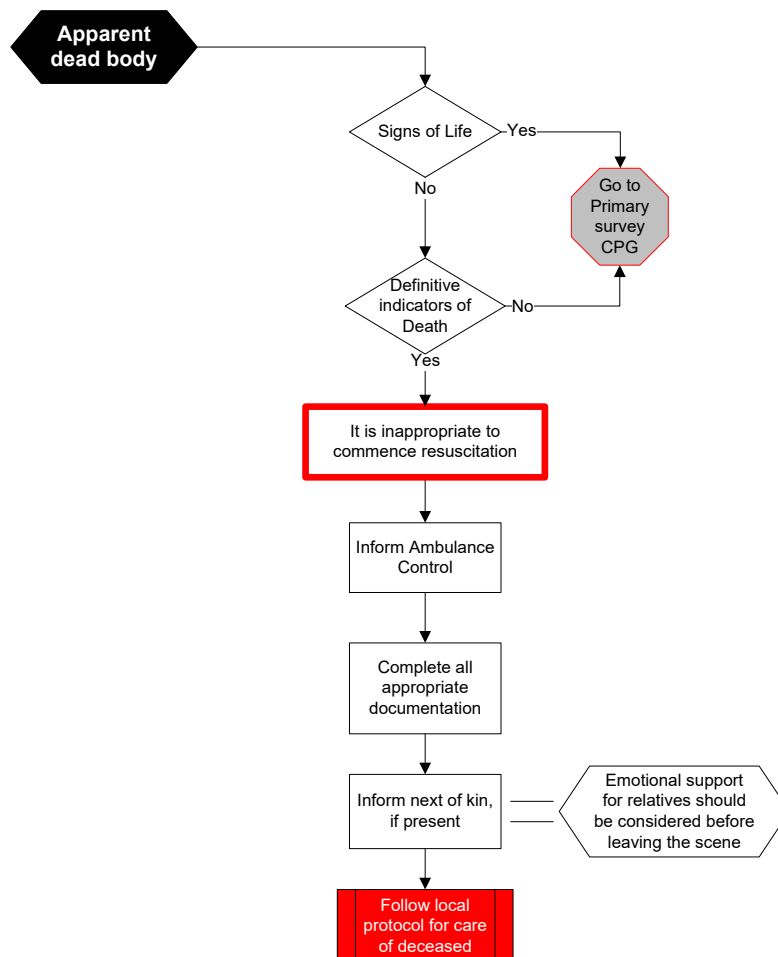 Apparent
dead body
Signs of Life
Yes
No
Go to
Primary
survey
CPG
Definitive
indicators of
Death
No
Yes
It is inappropriate to
commence resuscitation
Inform Ambulance
Control
Complete all
appropriate
documentation
Inform next of kin,
if present
Emotional support
for relatives should
be considered before
leaving the scene
Follow local
protocol for care
of deceased